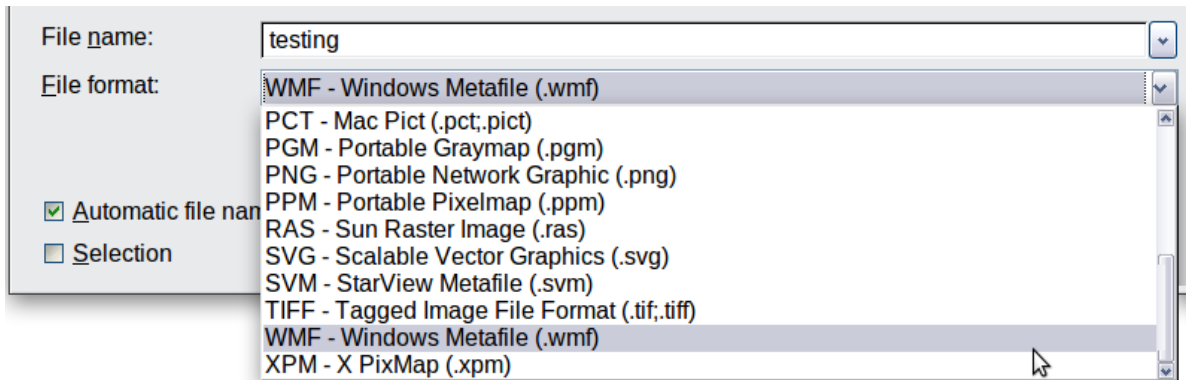 File name: testing
File format: WMF - Windows Metafile (.wmf)
PCT - Mac Pict (.pct;.pict)
PGM - Portable Graymap (.pgm)
PNG - Portable Network Graphic (.png)
PPM - Portable Pixelmap (.ppm)
RAS - Sun Raster Image (.ras)
SVG - Scalable Vector Graphics (.svg)
SVM - StarView Metafile (.svm)
TIFF - Tagged Image File Format (.tif;.tiff)
WMF - Windows Metafile (.wmf)
XPM - X PixMap (.xpm)
Automatic file nam
Selection